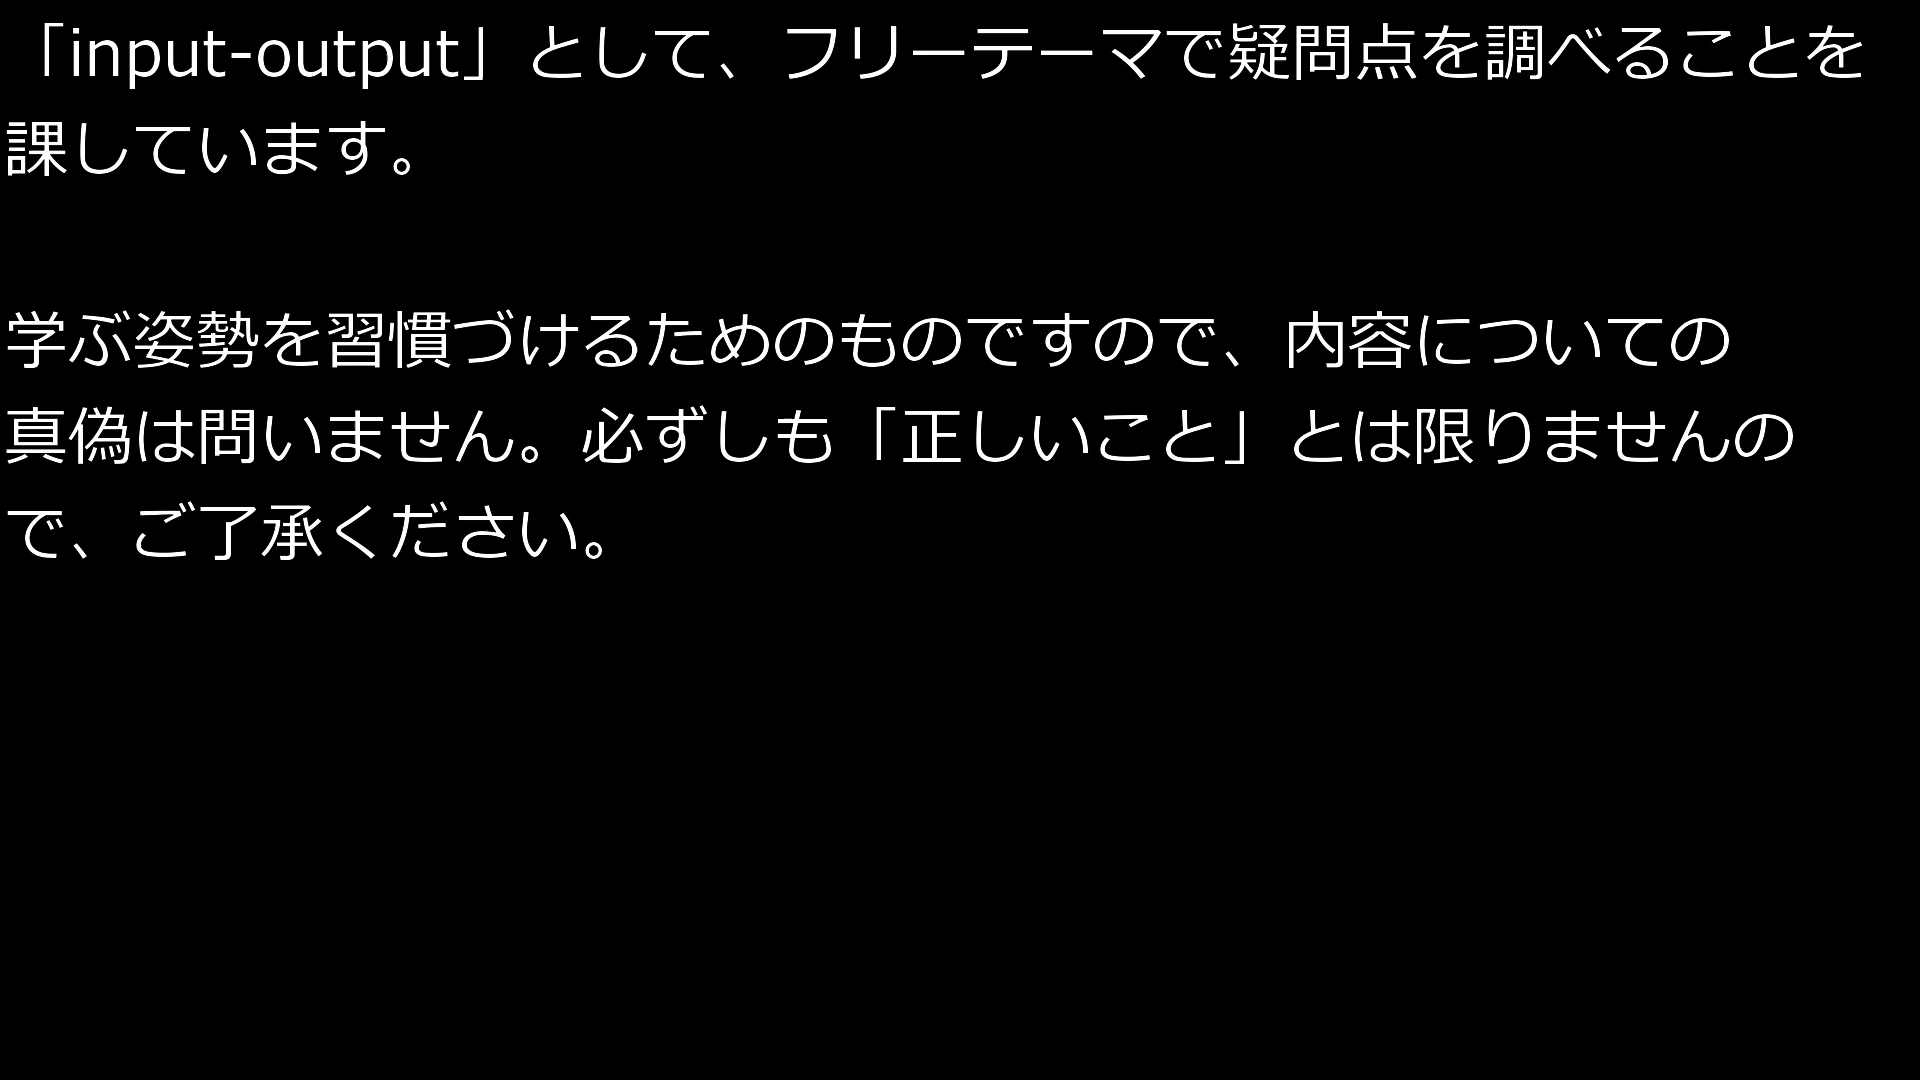 「input-output」として、フリーテーマで疑問点を調べることを
課しています。
学ぶ姿勢を習慣づけるためのものですので、内容についての
真偽は問いません。必ずしも「正しいこと」とは限りませんの
で、ご了承ください。